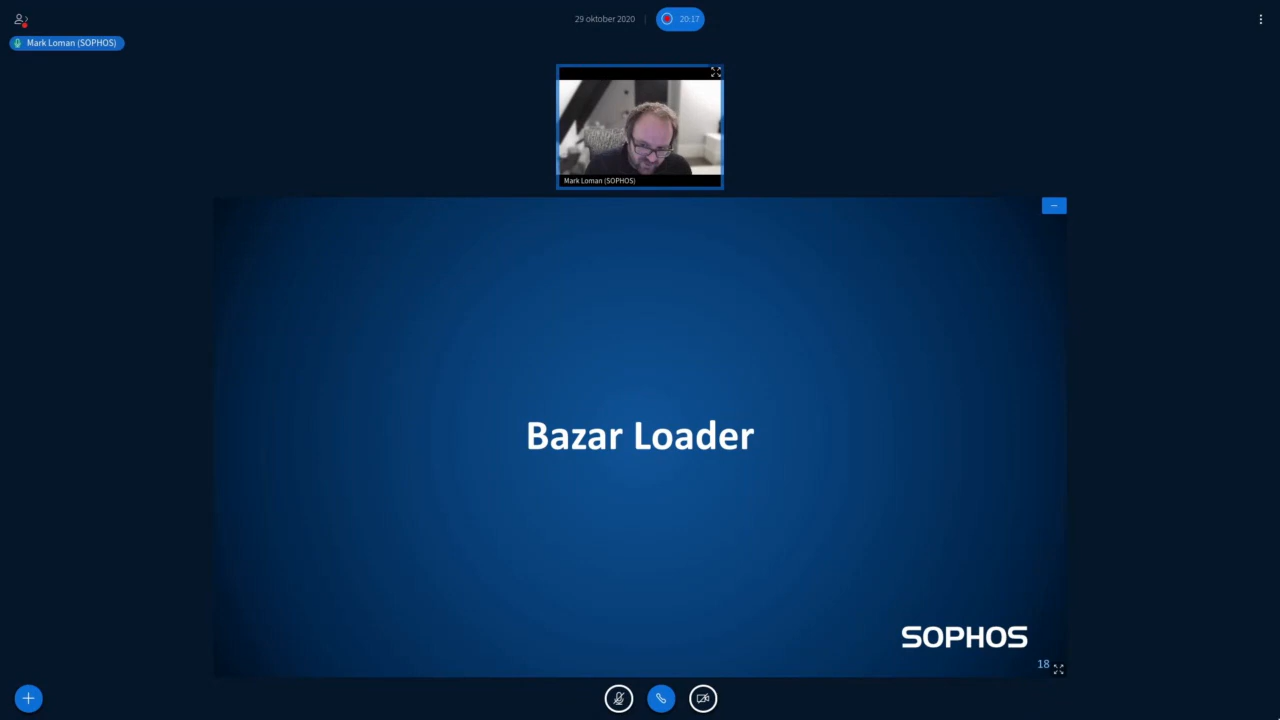 29 oktober 2020
20:17
Mark Loman (SOPHOS)
Mark Loman (SOPHOS)
Bazar Loader
SOPHOS
18